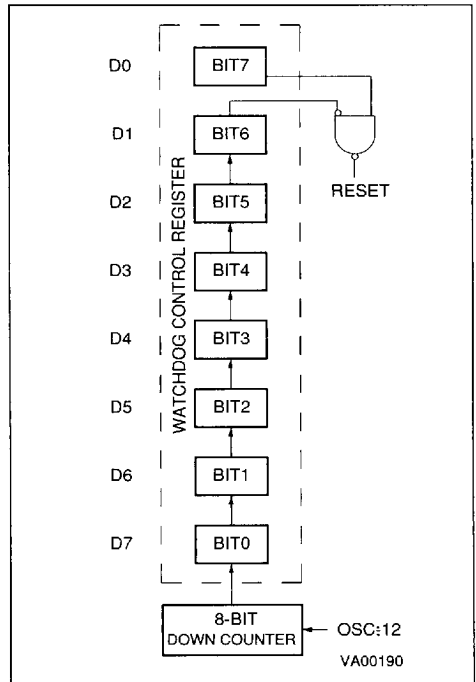 D0 BIT7
D1 BIT6
RESET
D2 BIT5
D3 BIT4
D4 BIT3
D5 BIT2
D6 BIT1
D7 BIT0
WATCHDOG CONTROL REGISTER
8-BIT
DOWN COUNTER
OSC:12
VA00190